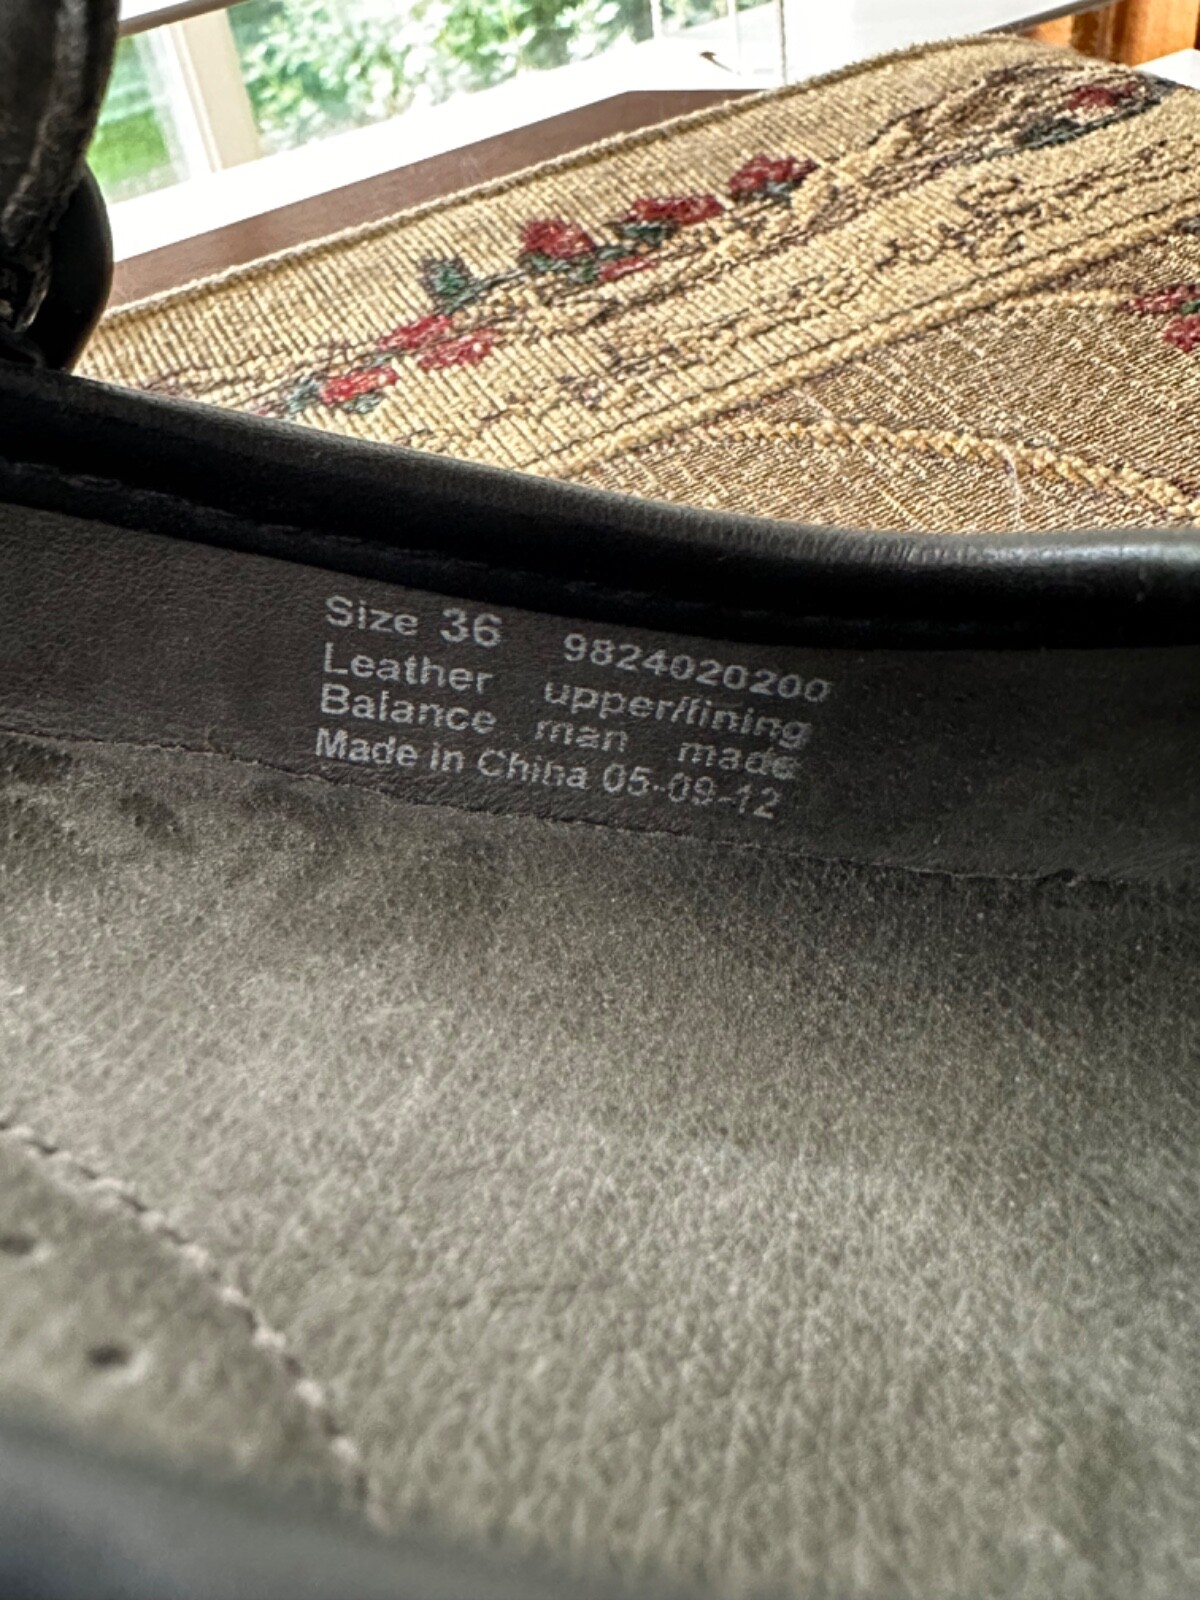 Size 36 9824020200
Leather upper/lining
Balance man made
Made in China 05-09-12